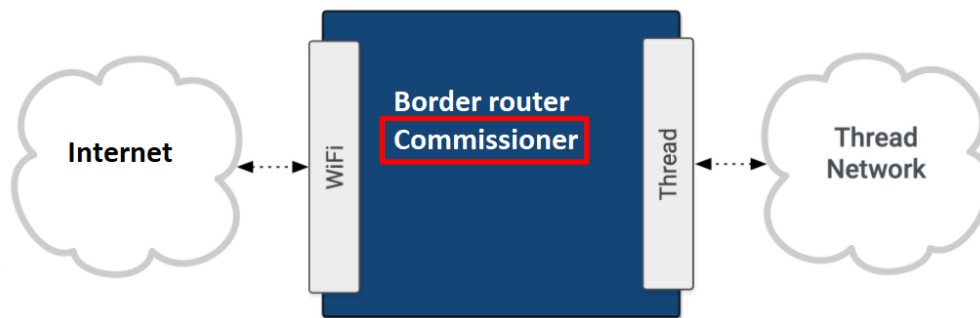 Internet
WiFi
Border router
Commissioner
Thread
Thread
Network